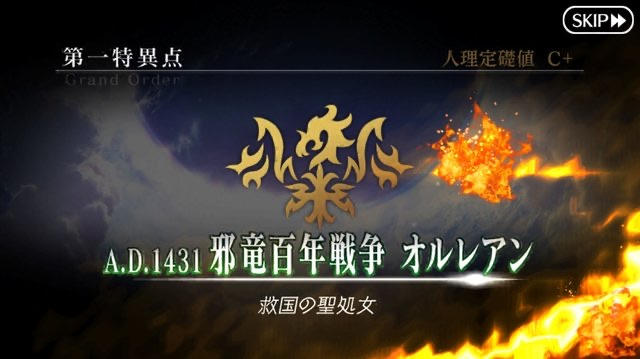 SKIP
第一特異点
人理定礎値 C+
Grand Order
A.D.1431 邪竜百年戦争 オルレアン
救国の聖処女